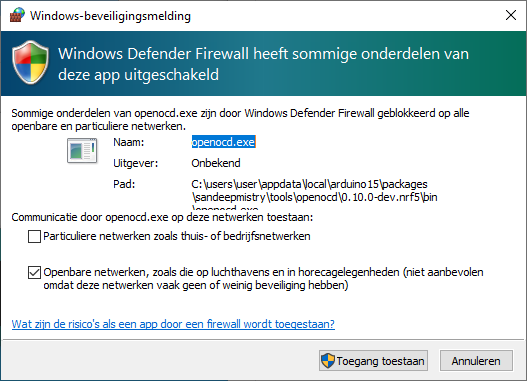 Windows-beveiligingsmelding
Windows Defender Firewall heeft sommige onderdelen van
deze app uitgeschakeld
Sommige onderdelen van openocd.exe zijn door Windows Defender Firewall geblokkeerd op alle
openbare en particuliere netwerken.
Naam: openocd.exe
Uitgever: Onbekend
Pad: C:\users\user\appdata\local\arduino15\packages
\sandeepmistry\tools\openocd\0.10.0-dev.nrf5\bin
\openocd.exe
Communicatie door openocd.exe op deze netwerken toestaan:
Particuliere netwerken zoals thuis- of bedrijfsnetwerken
Openbare netwerken, zoals die op luchthavens en in horecagelegenheden (niet aanbevolen
omdat deze netwerken vaak geen of weinig beveiliging hebben)
Wat zijn de risico's als een app door een firewall wordt toegestaan?
Toegang toestaan
Annuleren